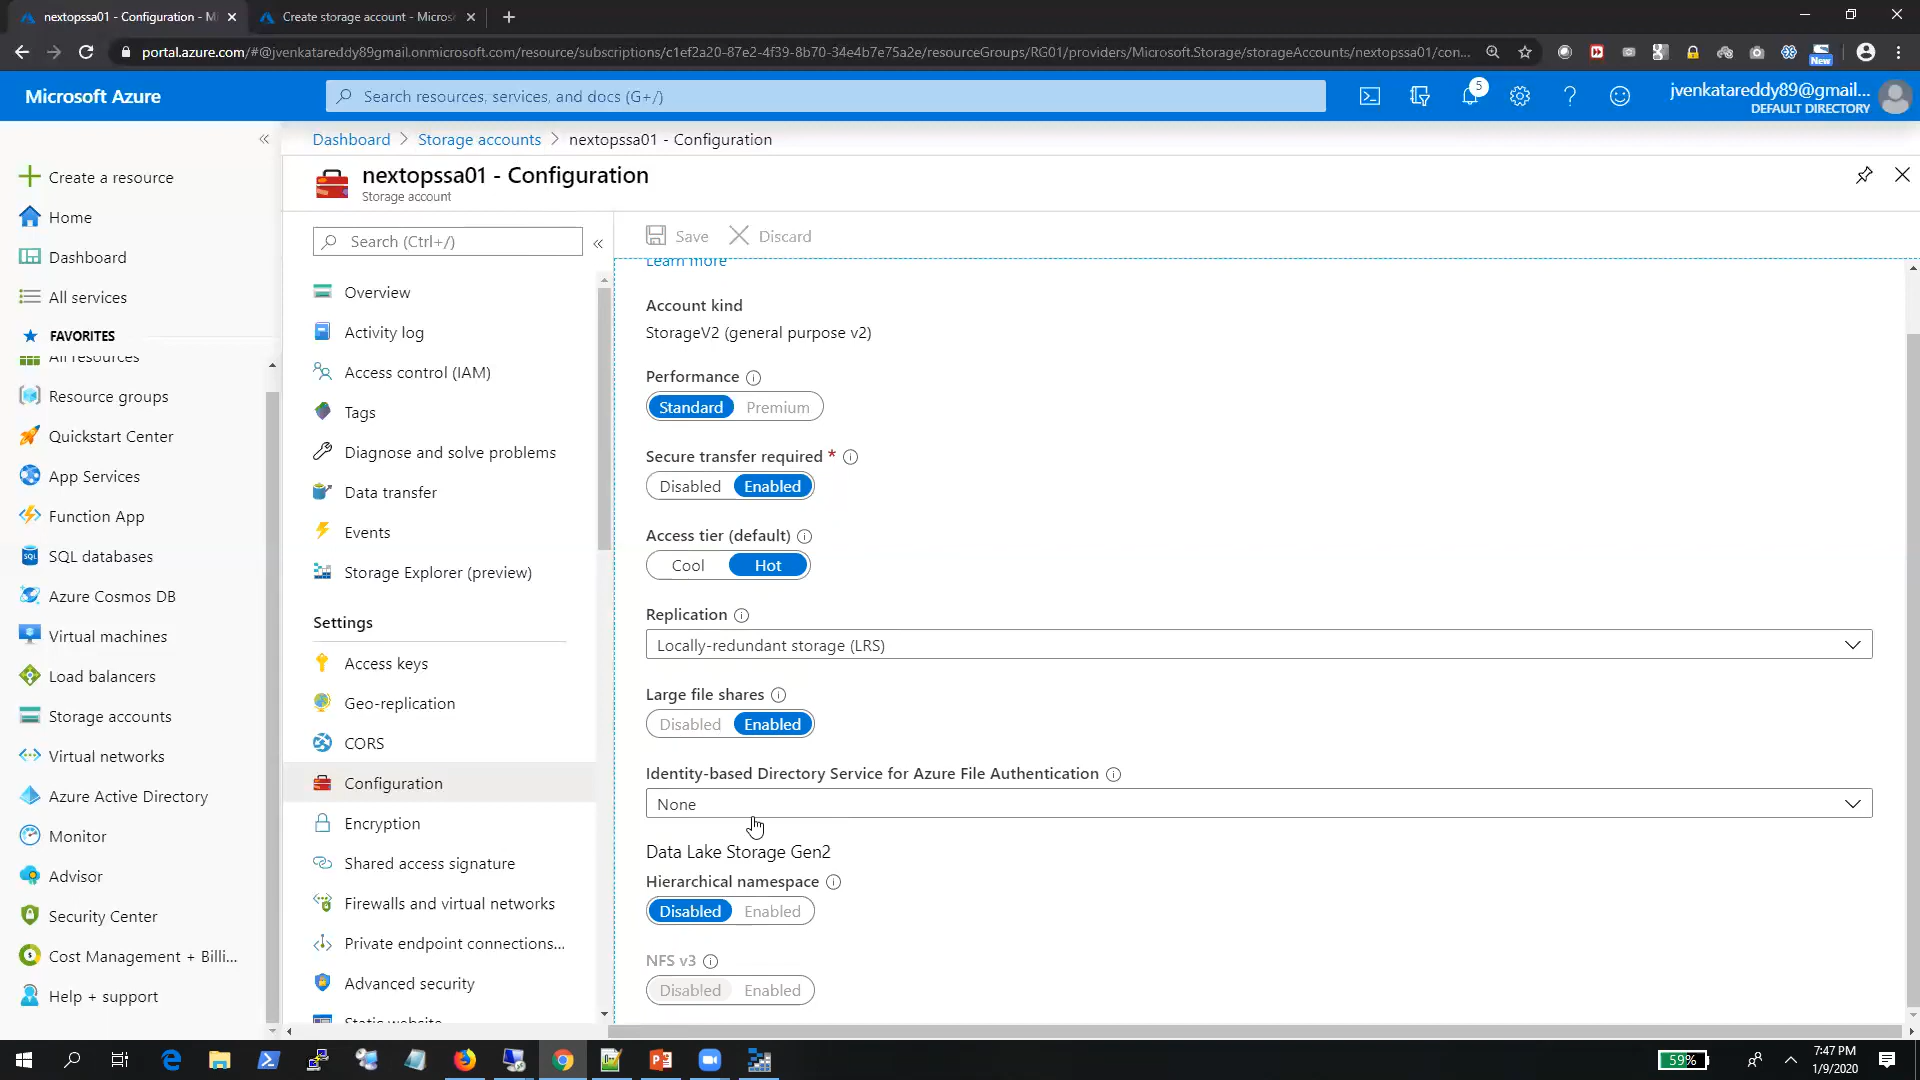 nextopssa01 - Configuration - M
Create storage account - Micros
portal.azure.com/#@jvenkatareddy89gmail.onmicrosoft.com/resource/subscriptions/c1ef2a20-87e2-4f39-8b70-34e4b7e75a2e/resourceGroups/RG01/providers/Microsoft.Storage/storageAccounts/nextopssa01/con...
New
Microsoft Azure
Search resources, services, and docs (G+/)
5
jvenkatareddy89@gmail....
DEFAULT DIRECTORY
Dashboard > Storage accounts > nextopssa01 - Configuration
nextopssa01 - Configuration
Storage account
Create a resource
Home
Dashboard
All services
FAVORITES
All resources
Resource groups
Quickstart Center
App Services
Function App
SQL databases
Azure Cosmos DB
Virtual machines
Load balancers
Storage accounts
Virtual networks
Azure Active Directory
Monitor
Advisor
Security Center
Cost Management + Billi...
Help + support
Search (Ctrl+/)
Overview
Activity log
Access control (IAM)
Tags
Diagnose and solve problems
Data transfer
Events
Storage Explorer (preview)
Settings
Access keys
Geo-replication
CORS
Configuration
Encryption
Shared access signature
Firewalls and virtual networks
Private endpoint connections...
Advanced security
Static website
Save Discard
Learn more
Account kind
StorageV2 (general purpose v2)
Performance
Standard Premium
Secure transfer required *
Disabled Enabled
Access tier (default)
Cool Hot
Replication
Locally-redundant storage (LRS)
Large file shares
Disabled Enabled
Identity-based Directory Service for Azure File Authentication
None
Data Lake Storage Gen2
Hierarchical namespace
Disabled Enabled
NFS v3
Disabled Enabled
59%
7:47 PM
1/9/2020